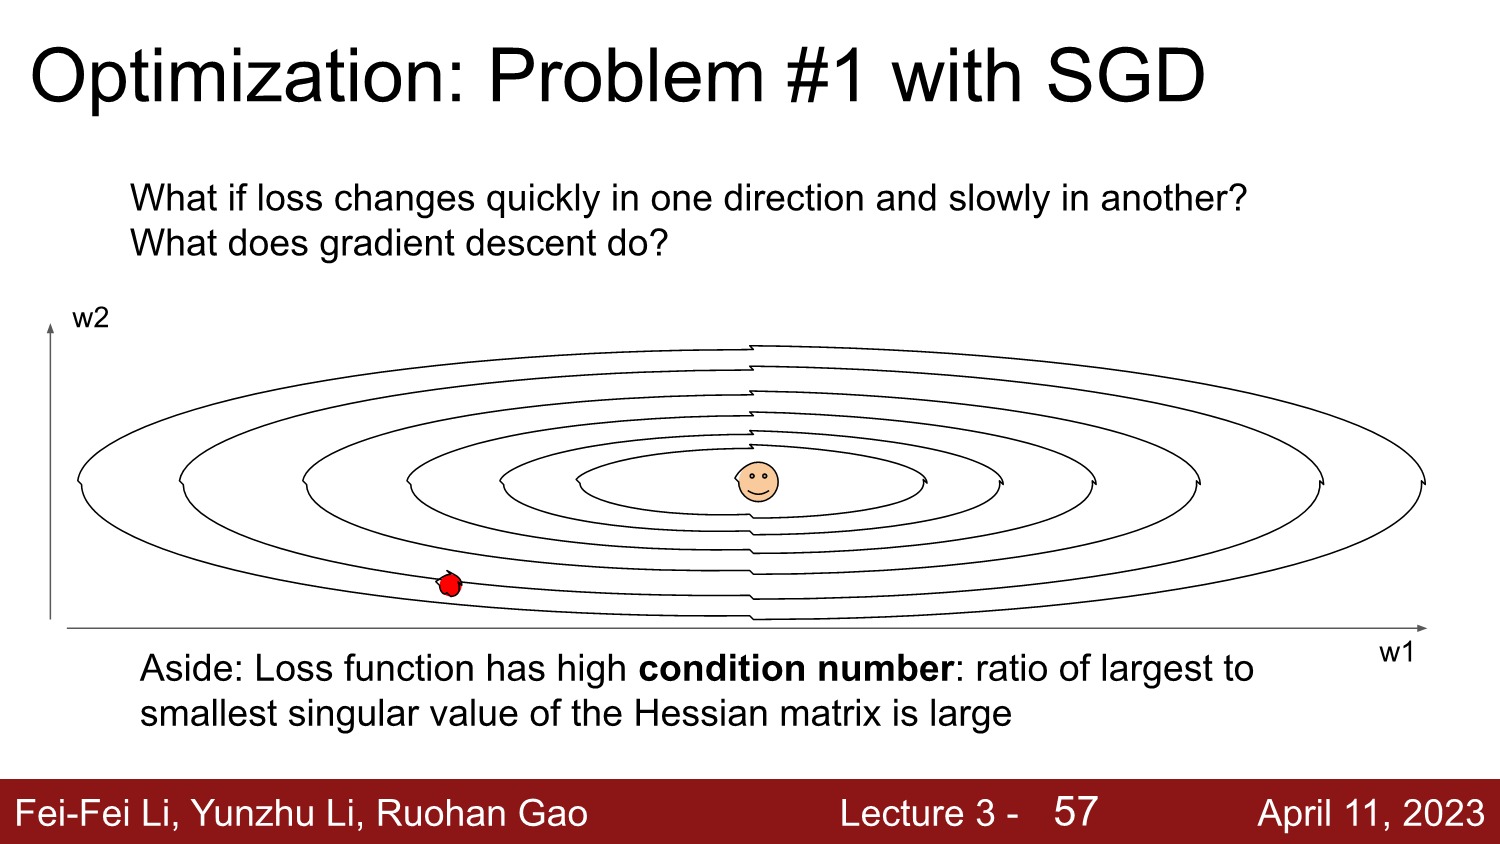 Optimization: Problem #1 with SGD
What if loss changes quickly in one direction and slowly in another?
What does gradient descent do?
w2
w1
Aside: Loss function has high condition number: ratio of largest to
smallest singular value of the Hessian matrix is large
Fei-Fei Li, Yunzhu Li, Ruohan Gao Lecture 3 - 57 April 11, 2023